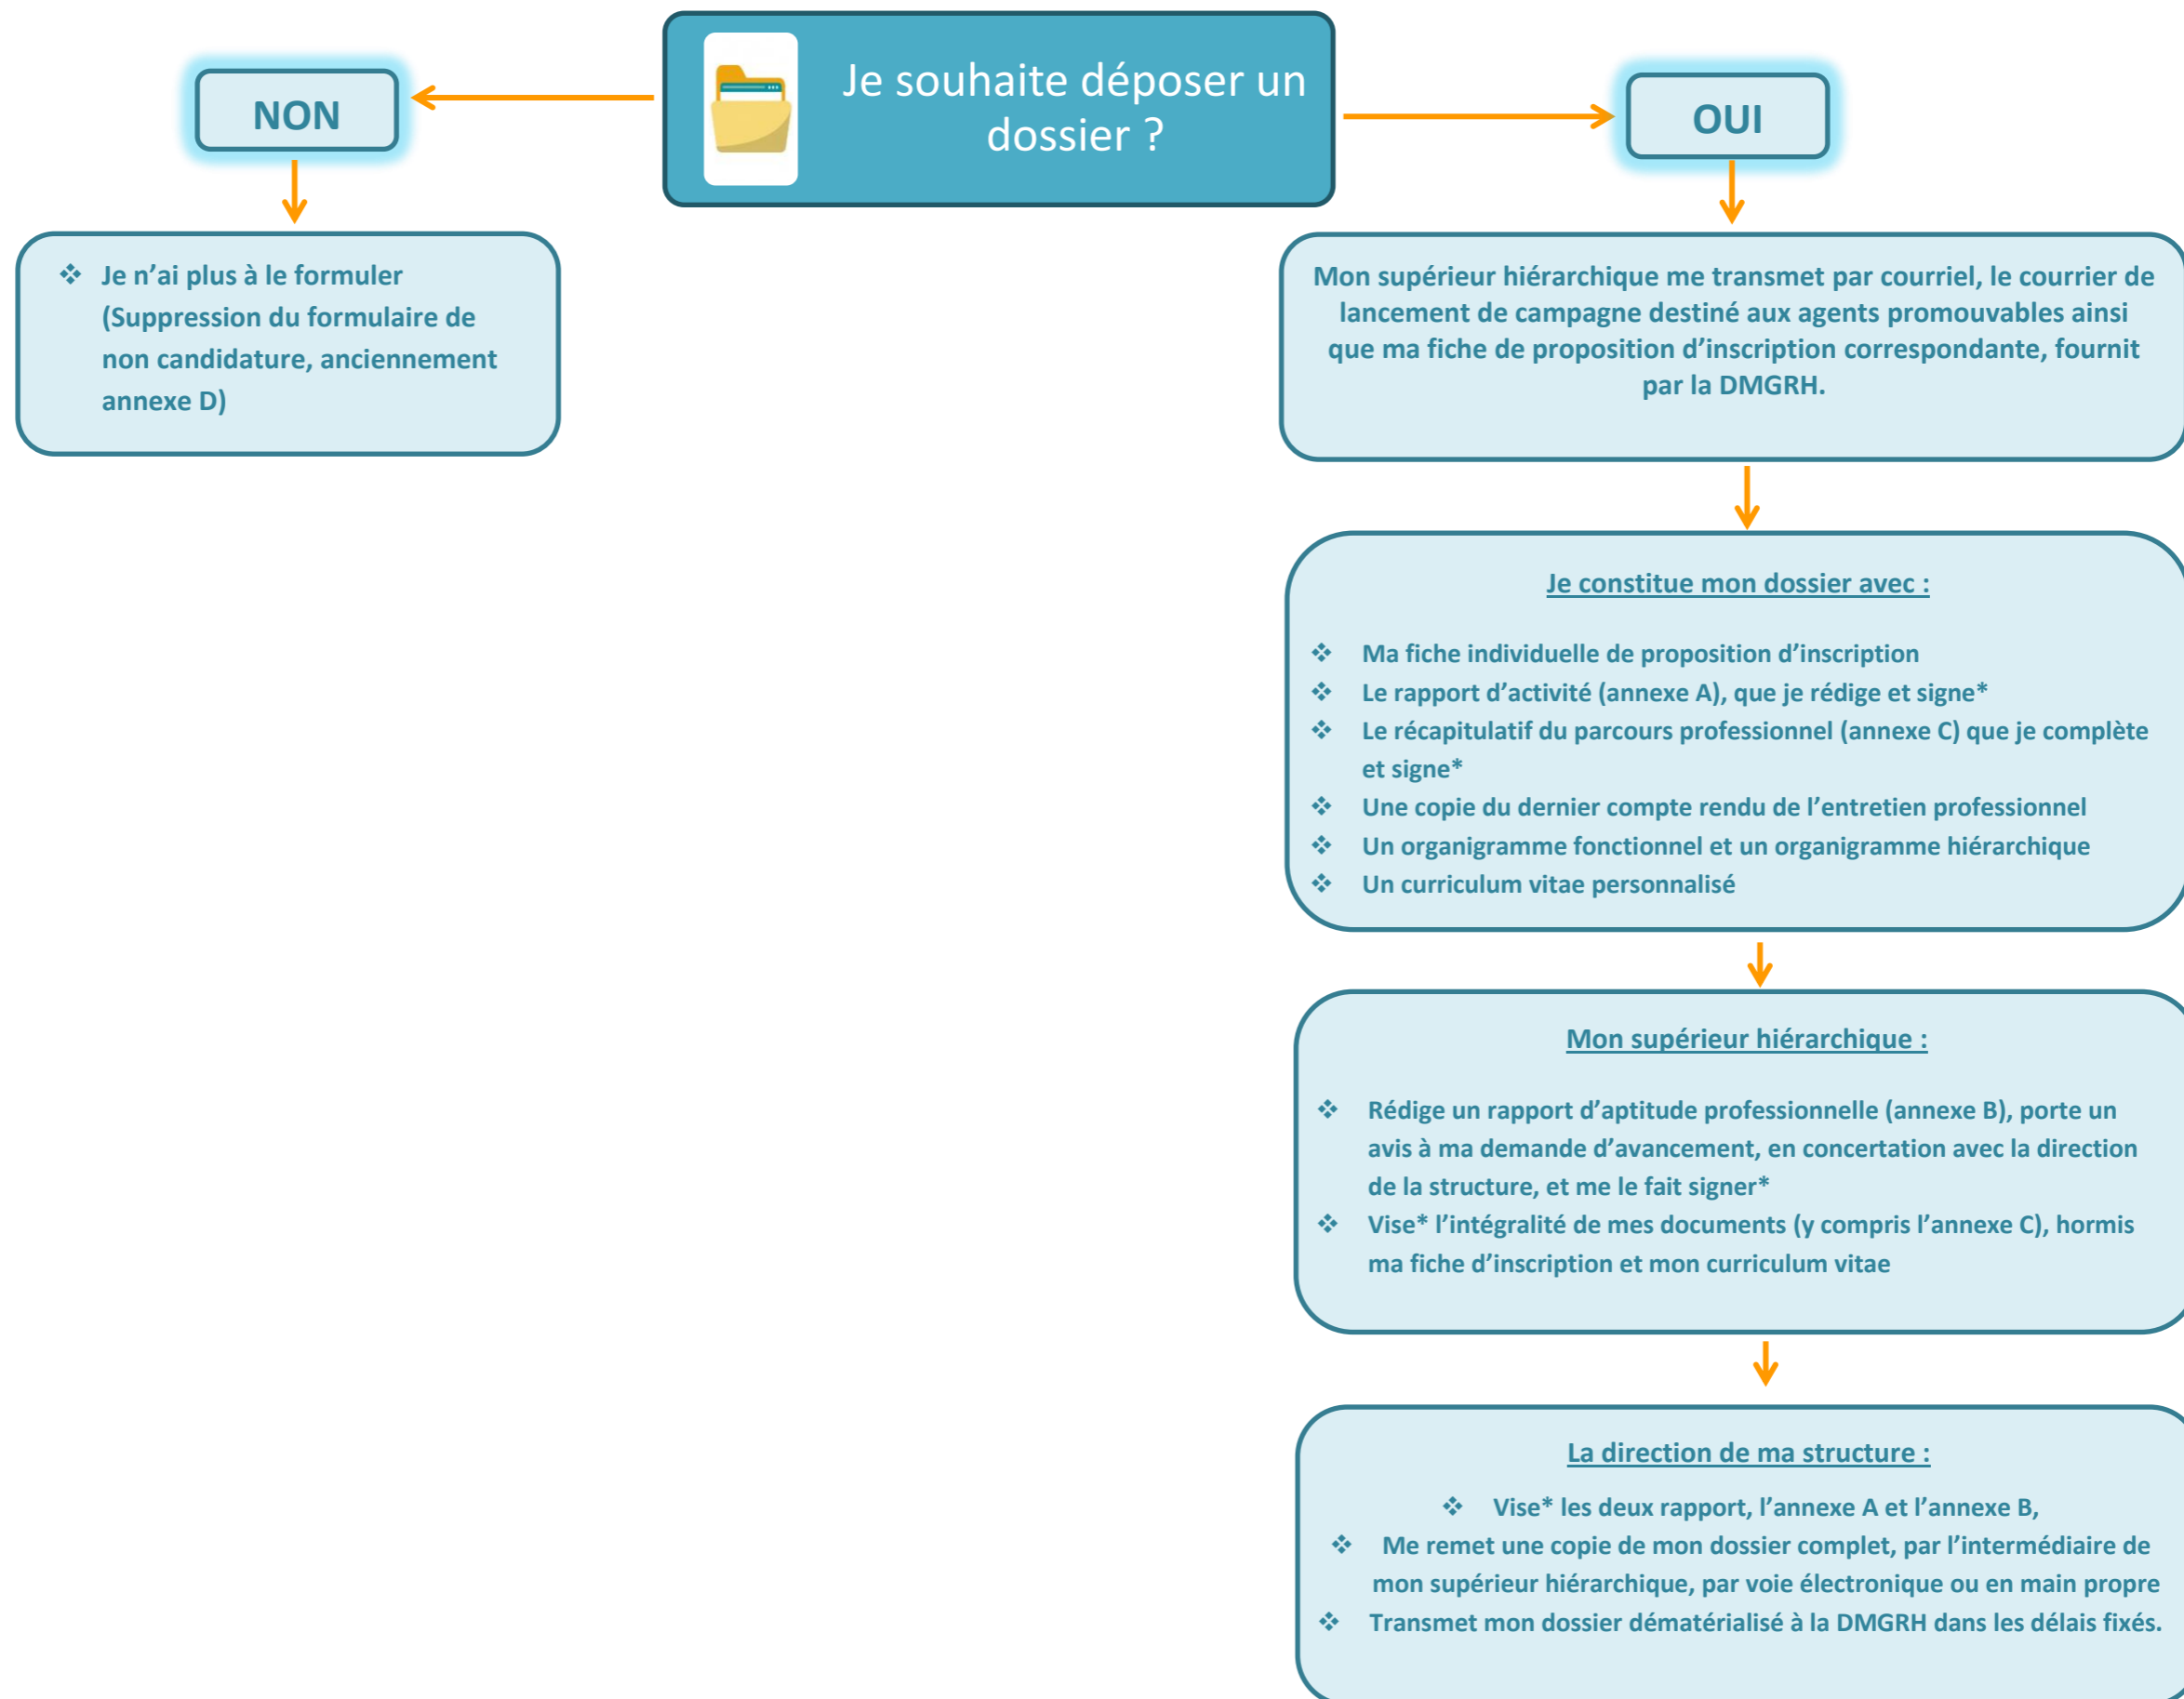 Je souhaite déposer un
dossier ?
NON
OUI
❖ Je n’ai plus à le formuler
(Suppression du formulaire de
non candidature, anciennement
annexe D)
Mon supérieur hiérarchique me transmet par courriel, le courrier de
lancement de campagne destiné aux agents promouvables ainsi
que ma fiche de proposition d’inscription correspondante, fournit
par la DMGRH.
Je constitue mon dossier avec :
❖ Ma fiche individuelle de proposition d’inscription
❖ Le rapport d’activité (annexe A), que je rédige et signe*
❖ Le récapitulatif du parcours professionnel (annexe C) que je complète
et signe*
❖ Une copie du dernier compte rendu de l’entretien professionnel
❖ Un organigramme fonctionnel et un organigramme hiérarchique
❖ Un curriculum vitae personnalisé
Mon supérieur hiérarchique :
❖ Rédige un rapport d’aptitude professionnelle (annexe B), porte un
avis à ma demande d’avancement, en concertation avec la direction
de la structure, et me le fait signer*
❖ Vise* l’intégralité de mes documents (y compris l’annexe C), hormis
ma fiche d’inscription et mon curriculum vitae
La direction de ma structure :
❖ Vise* les deux rapport, l’annexe A et l’annexe B,
❖ Me remet une copie de mon dossier complet, par l’intermédiaire de
mon supérieur hiérarchique, par voie électronique ou en main propre
❖ Transmet mon dossier dématérialisé à la DMGRH dans les délais fixés.